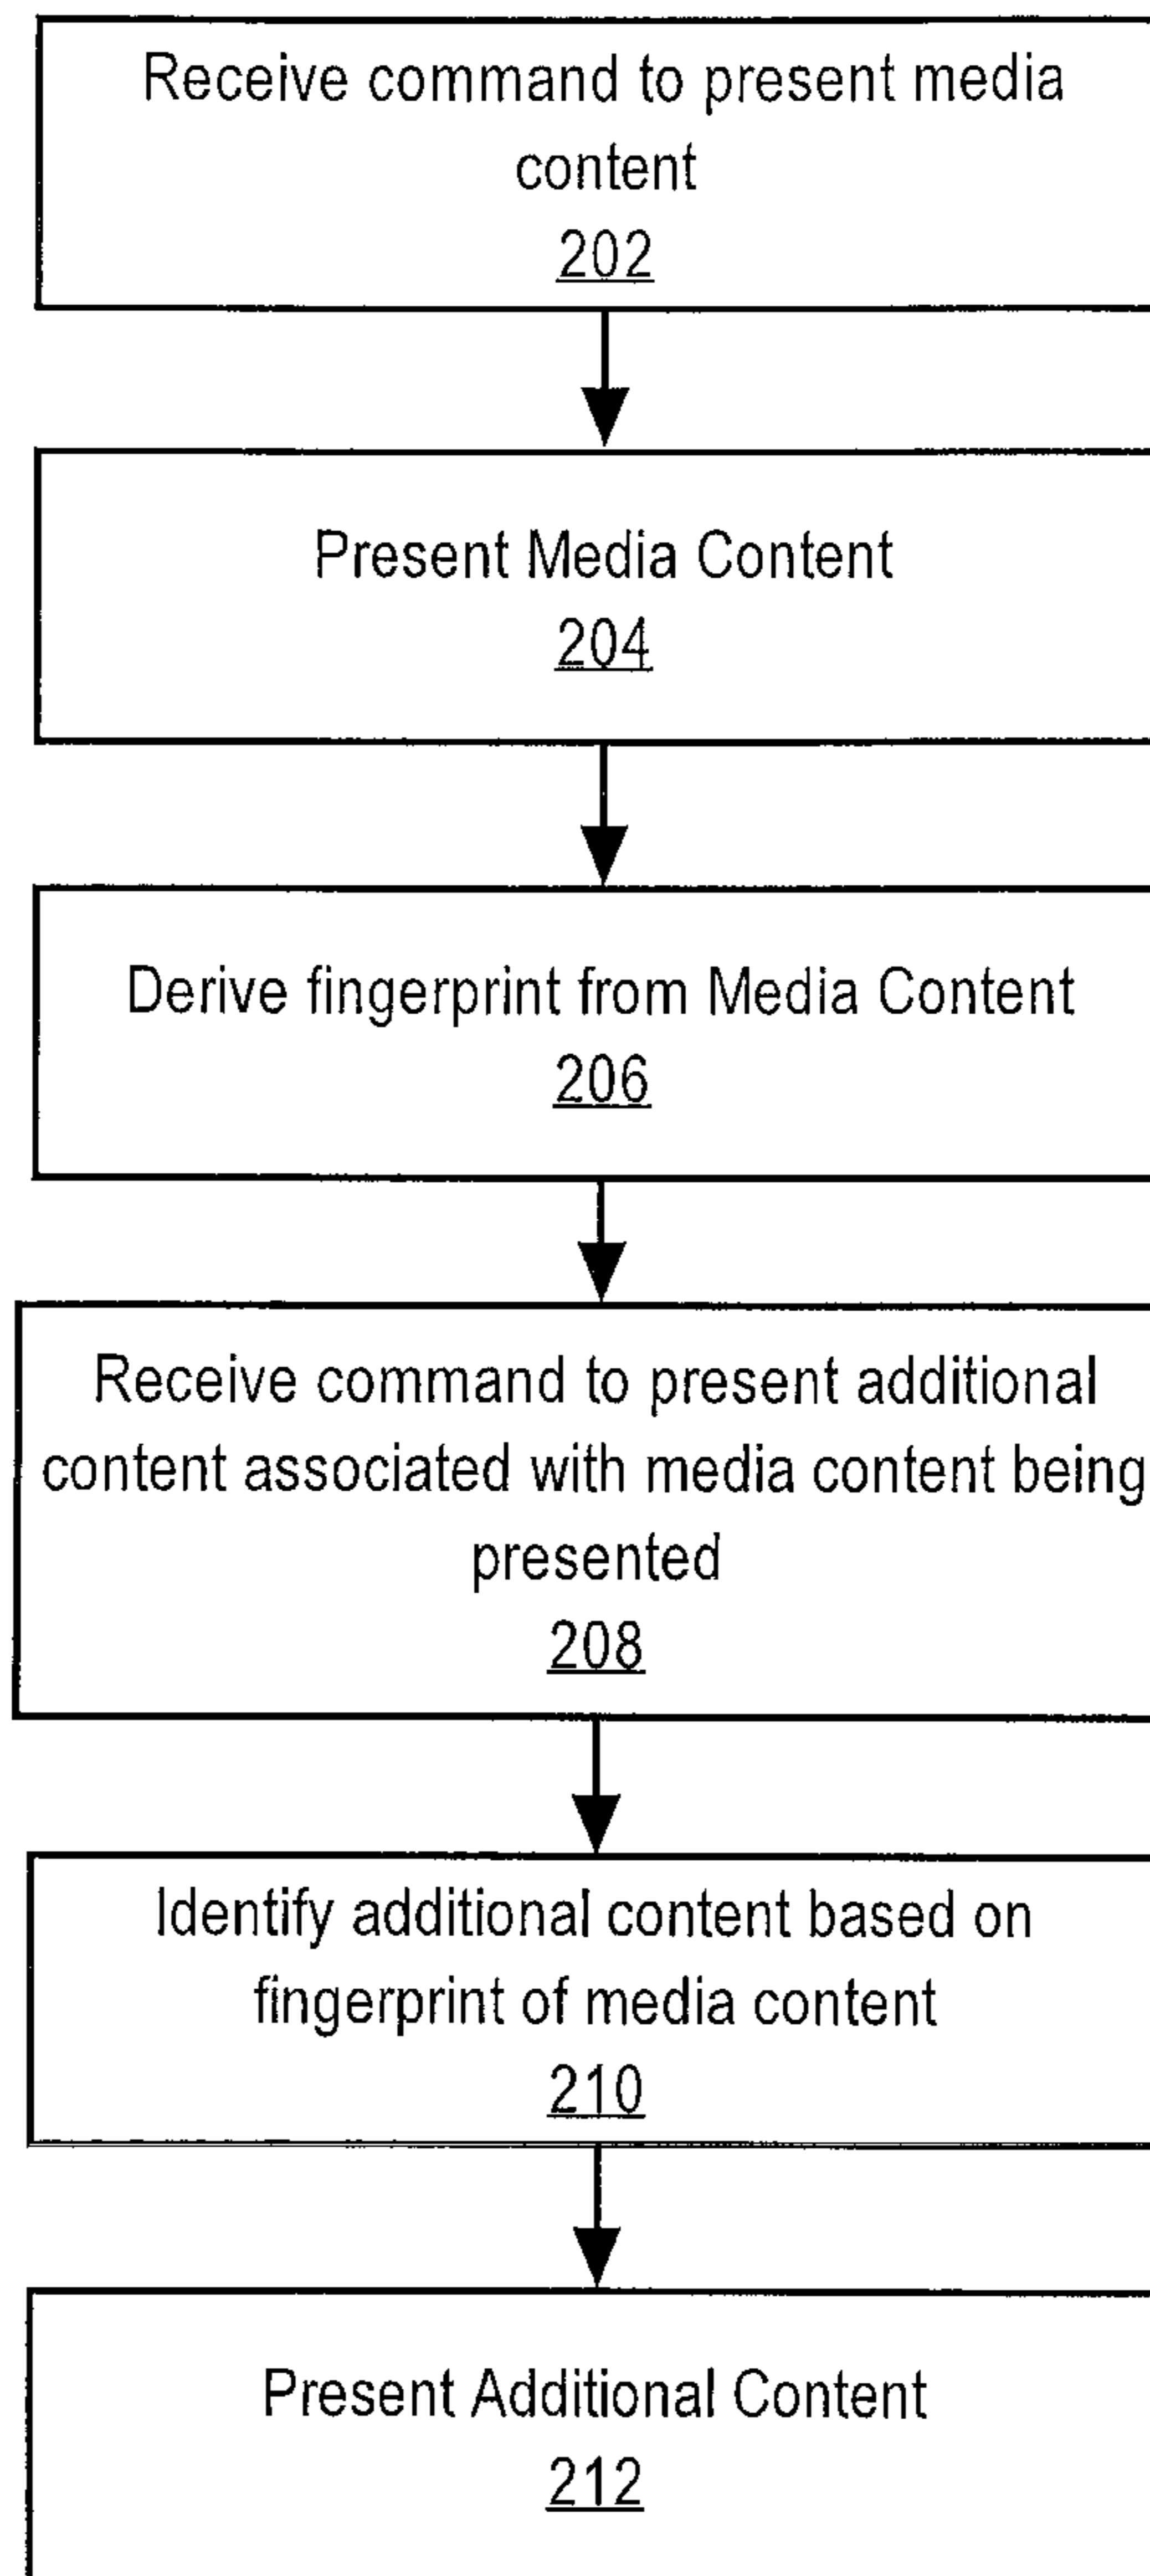 Receive command to present media
content
202
Present Media Content
204
Derive fingerprint from Media Content
206
Receive command to present additional
content associated with media content being
presented
208
Identify additional content based on
fingerprint of media content
210
Present Additional Content
212